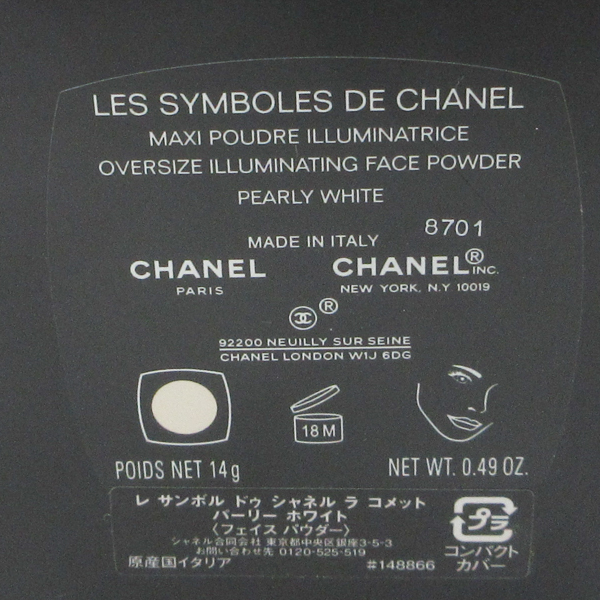 LES SYMBOLES DE CHANEL
MAXI POUDRE ILLUMINATRICE
OVERSIZE ILLUMINATING FACE POWDER
PEARLY WHITE
8701
MADE IN ITALY
CHANEL CHANEL® INC.
PARIS NEW YORK, N.Y 10019
®
92200 NEUILLY SUR SEINE
CHANEL LONDON W1J 6DG
18 M
POIDS NET 14 g NET WT. 0.49 OZ.
レ サンボル ドゥ シャネル ラ コメット
パーリー ホワイト
〈フェイス パウダー〉
シャネル合同会社 東京都中央区銀座3-5-3
お問い合わせ先 0120-525-519
原産国イタリア #148866
プラ
コンパクト
カバー